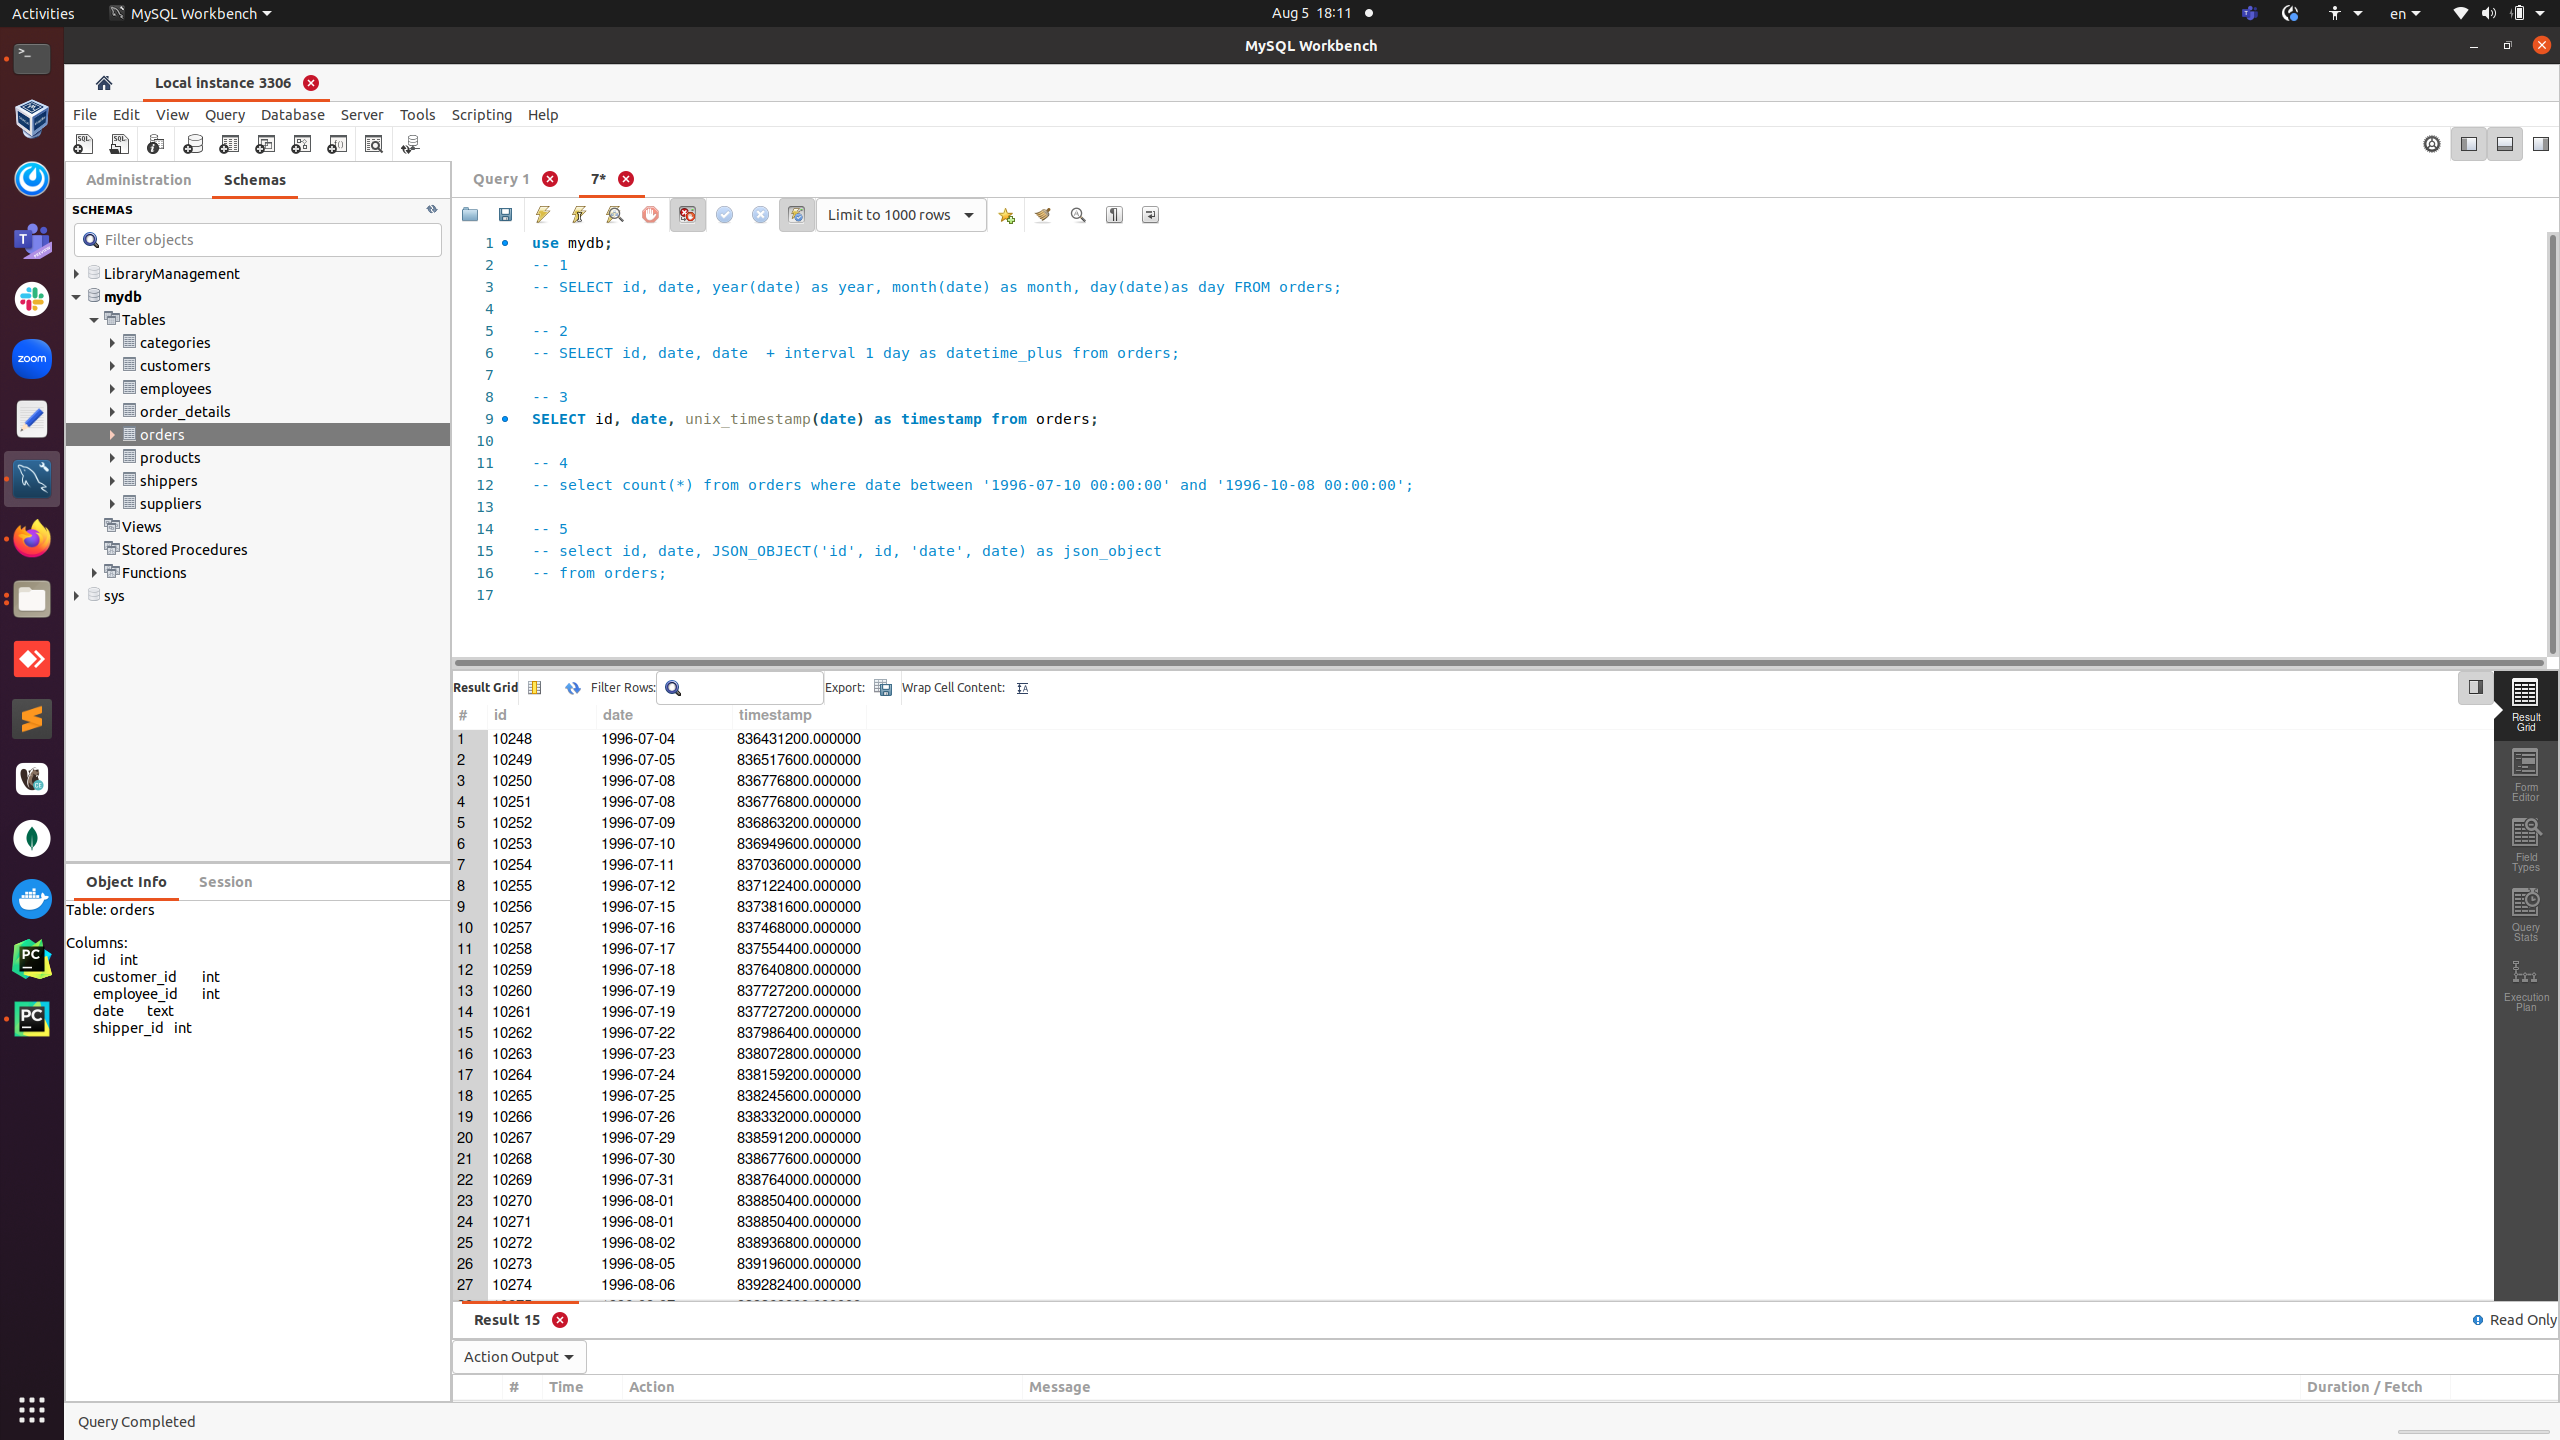 Activities MySQL Workbench Aug 5 18:11 en
MySQL Workbench
Local instance 3306
File Edit View Query Database Server Tools Scripting Help
Administration Schemas
SCHEMAS
Filter objects
LibraryManagement
mydb
Tables
categories
customers
employees
order_details
orders
products
shippers
suppliers
Views
Stored Procedures
Functions
sys
Object Info Session
Table: orders
Columns:
id int
customer_id int
employee_id int
date text
shipper_id int
Query 1 7*
Limit to 1000 rows
1 use mydb;
2 -- 1
3 -- SELECT id, date, year(date) as year, month(date) as month, day(date)as day FROM orders;
4
5 -- 2
6 -- SELECT id, date, date  + interval 1 day as datetime_plus from orders;
7
8 -- 3
9 SELECT id, date, unix_timestamp(date) as timestamp from orders;
10
11 -- 4
12 -- select count(*) from orders where date between '1996-07-10 00:00:00' and '1996-10-08 00:00:00';
13
14 -- 5
15 -- select id, date, JSON_OBJECT('id', id, 'date', date) as json_object
16 -- from orders;
17
Result Grid Filter Rows: Export: Wrap Cell Content:
# id date timestamp
1 10248 1996-07-04 836431200.000000
2 10249 1996-07-05 836517600.000000
3 10250 1996-07-08 836776800.000000
4 10251 1996-07-08 836776800.000000
5 10252 1996-07-09 836863200.000000
6 10253 1996-07-10 836949600.000000
7 10254 1996-07-11 837036000.000000
8 10255 1996-07-12 837122400.000000
9 10256 1996-07-15 837381600.000000
10 10257 1996-07-16 837468000.000000
11 10258 1996-07-17 837554400.000000
12 10259 1996-07-18 837640800.000000
13 10260 1996-07-19 837727200.000000
14 10261 1996-07-19 837727200.000000
15 10262 1996-07-22 837986400.000000
16 10263 1996-07-23 838072800.000000
17 10264 1996-07-24 838159200.000000
18 10265 1996-07-25 838245600.000000
19 10266 1996-07-26 838332000.000000
20 10267 1996-07-29 838591200.000000
21 10268 1996-07-30 838677600.000000
22 10269 1996-07-31 838764000.000000
23 10270 1996-08-01 838850400.000000
24 10271 1996-08-01 838850400.000000
25 10272 1996-08-02 838936800.000000
26 10273 1996-08-05 839196000.000000
27 10274 1996-08-06 839282400.000000
Result
Grid
Form
Editor
Field
Types
Query
Stats
Execution
Plan
Result 15 Read Only
Action Output
# Time Action Message Duration / Fetch
Query Completed
zoom
PC
PC